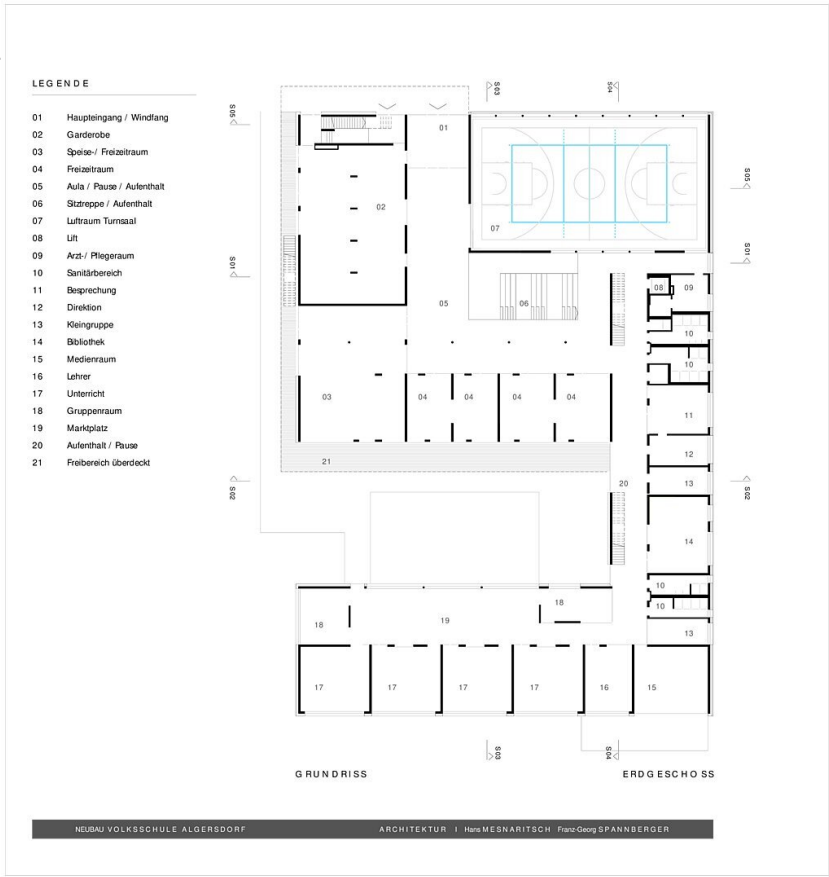 LEGENDE
01 Haupteingang / Windfang
02 Garderobe
03 Speise-/ Freizeitraum
04 Freizeitraum
05 Aula / Pause / Aufenthalt
06 Sitztreppe / Aufenthalt
07 Luftraum Turnsaal
08 Lift
09 Arzt-/ Pflegeraum
10 Sanitärbereich
11 Besprechung
12 Direktion
13 Kleingruppe
14 Bibliothek
15 Medienraum
16 Lehrer
17 Unterricht
18 Gruppenraum
19 Marktplatz
20 Aufenthalt / Pause
21 Freibereich überdeckt
S03 S04
S05
01
S05
02
07
S01
S01
08 09
05 06
10
10
03 04 04 04 04
11
12
21
20 13
S02
S02
14
10
18
10
18 19
13
17 17 17 17 16 15
S03 S04
GRUNDRISS ERDGESCHOSS
NEUBAU VOLKSSCHULE ALGERSDORF ARCHITEKTUR I Hans MESNARITSCH Franz-Georg SPANNBERGER